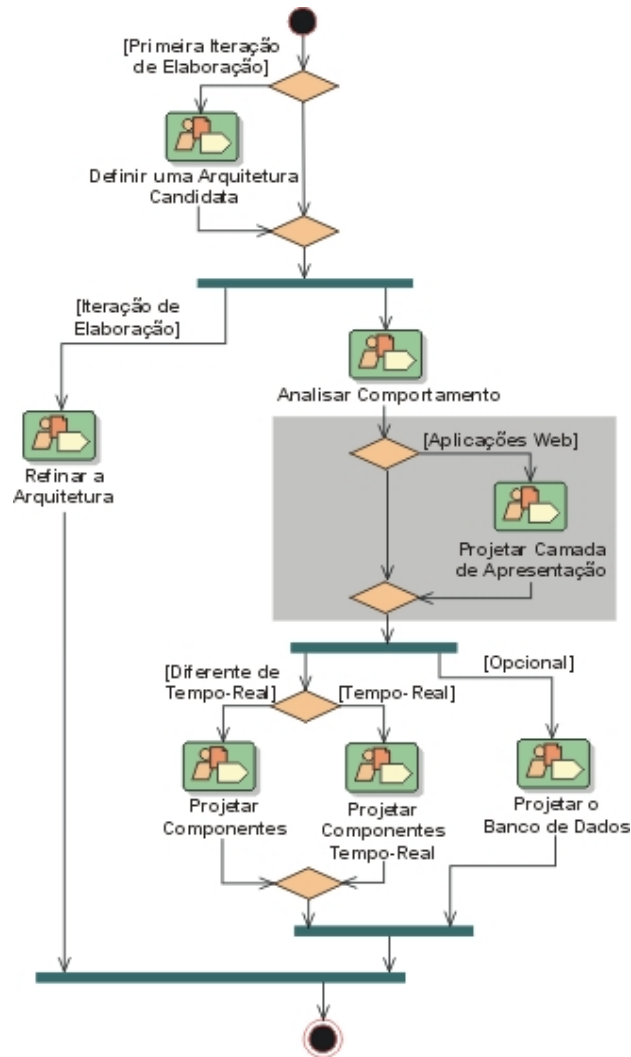 [Primeira Iteração
de Elaboração]
Definir uma Arquitetura
Candidata
[Iteração de
Elaboração]
Analisar Comportamento
[Aplicações Web]
Refinar a
Arquitetura
Projetar Camada
de Apresentação
[Diferente de
Tempo-Real]
[Tempo-Real]
[Opcional]
Projetar
Componentes
Projetar
Componentes
Tempo-Real
Projetar o
Banco de Dados